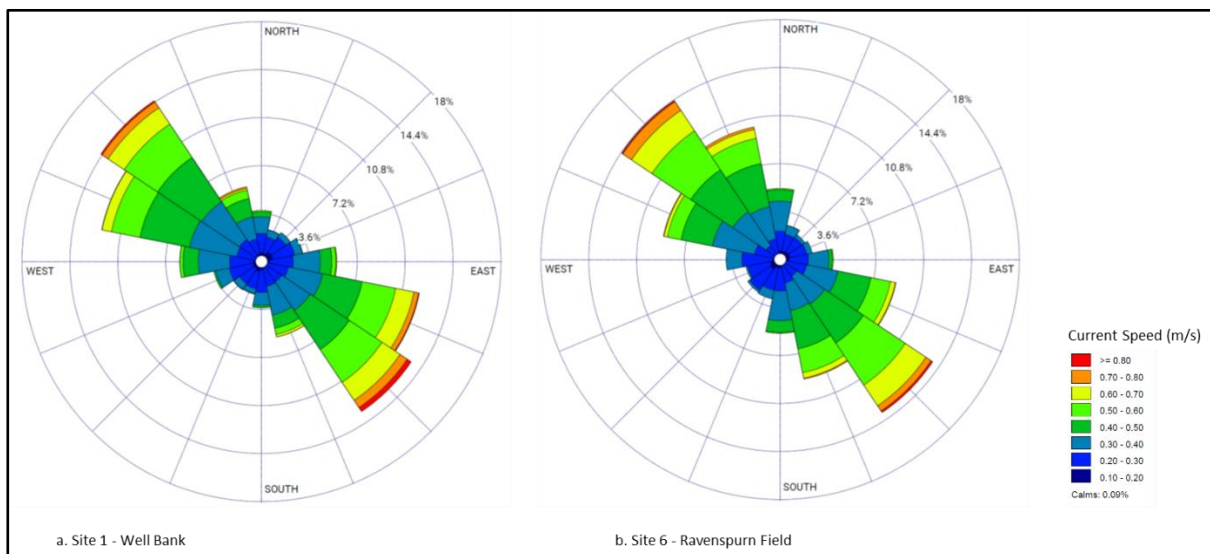 NORTH
18%
14.4%
10.8%
7.2%
3.6%
WEST
EAST
SOUTH
a. Site 1 - Well Bank
NORTH
18%
14.4%
10.8%
7.2%
3.6%
WEST
EAST
SOUTH
b. Site 6 - Ravenspurn Field
Current Speed (m/s)
>= 0.80
0.70 - 0.80
0.60 - 0.70
0.50 - 0.60
0.40 - 0.50
0.30 - 0.40
0.20 - 0.30
0.10 - 0.20
Calms: 0.09%